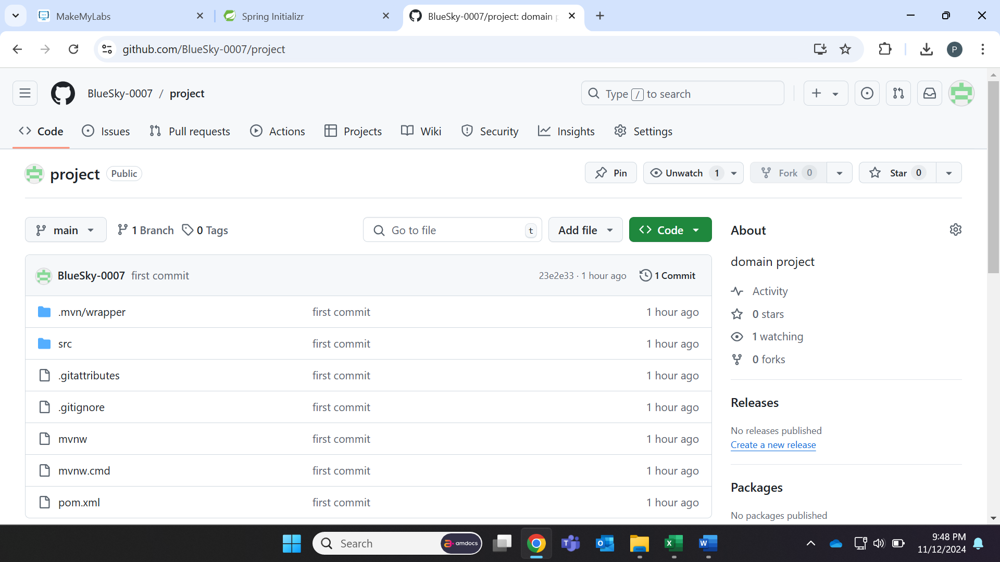 MakeMyLabs
Spring Initializr
BlueSky-0007/project: domain p
github.com/BlueSky-0007/project
P
BlueSky-0007 / project
Type / to search
Code
Issues
Pull requests
Actions
Projects
Wiki
Security
Insights
Settings
project Public
Pin
Unwatch 1
Fork 0
Star 0
main
1 Branch
0 Tags
Go to file t
Add file
Code
BlueSky-0007 first commit 23e2e33 · 1 hour ago 1 Commit
.mvn/wrapper first commit 1 hour ago
src first commit 1 hour ago
.gitattributes first commit 1 hour ago
.gitignore first commit 1 hour ago
mvnw first commit 1 hour ago
mvnw.cmd first commit 1 hour ago
pom.xml first commit 1 hour ago
About
domain project
Activity
0 stars
1 watching
0 forks
Releases
No releases published
Create a new release
Packages
No packages published
Search
amdocs
9:48 PM
11/12/2024